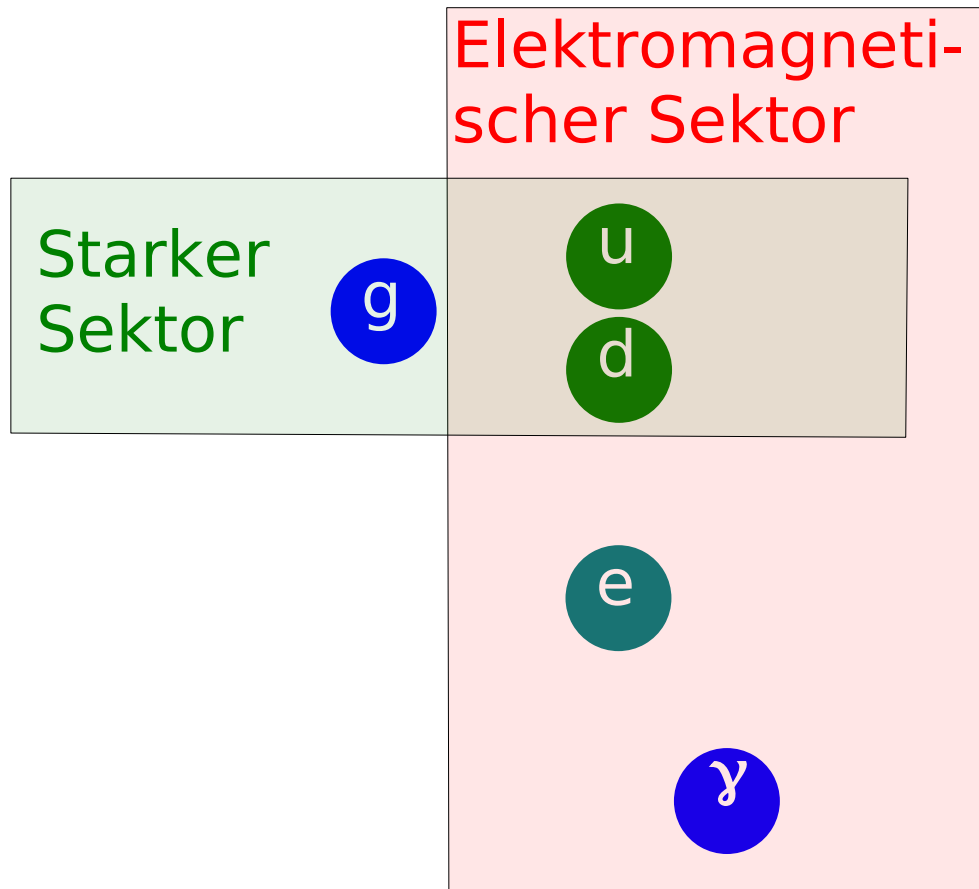 Elektromagneti-
scher Sektor
Starker
Sektor
g
u
d
e
γ